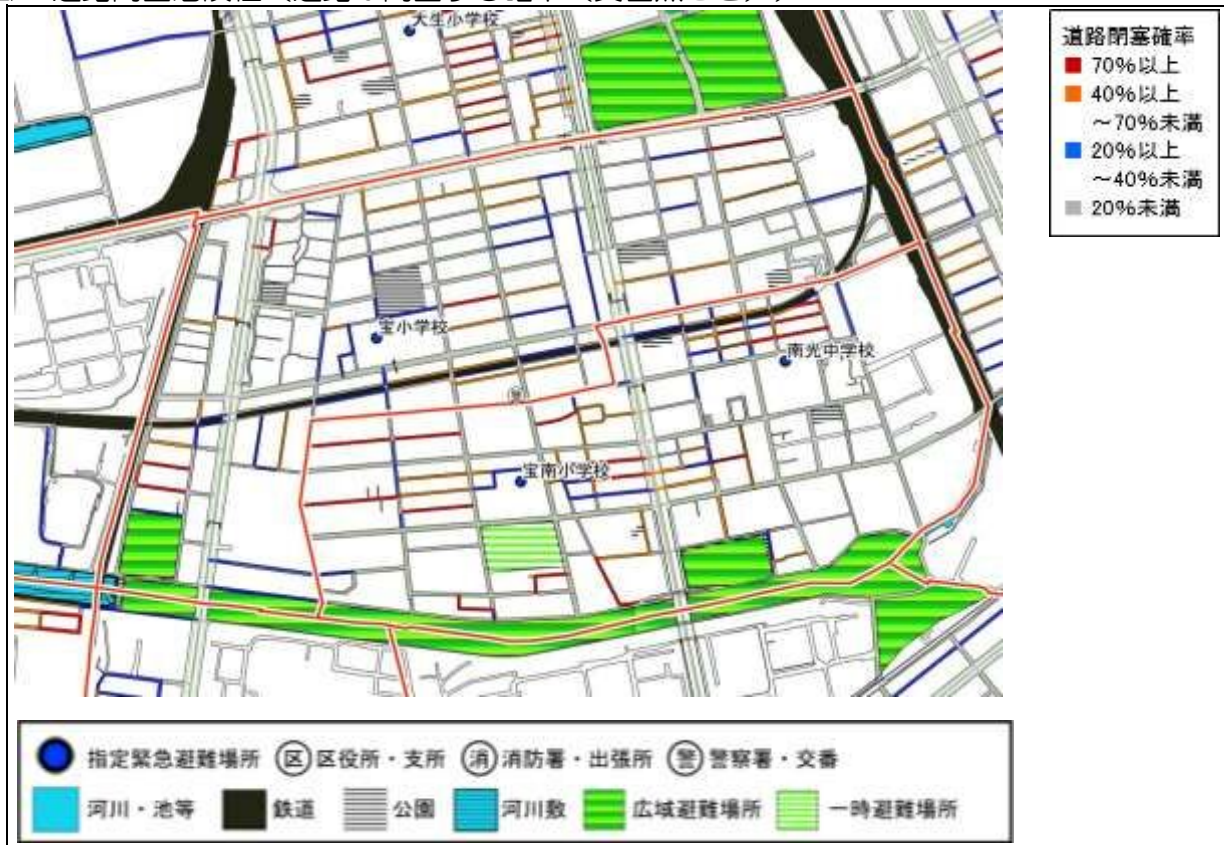 大生小学校
宝小学校
南光中学校
宝南小学校
警
道路閉塞確率
70%以上
40%以上
～70%未満
20%以上
～40%未満
20%未満
指定緊急避難場所 区 区役所・支所 消 消防署・出張所 警 警察署・交番
河川・池等 鉄道 公園 河川敷 広域避難場所 一時避難場所